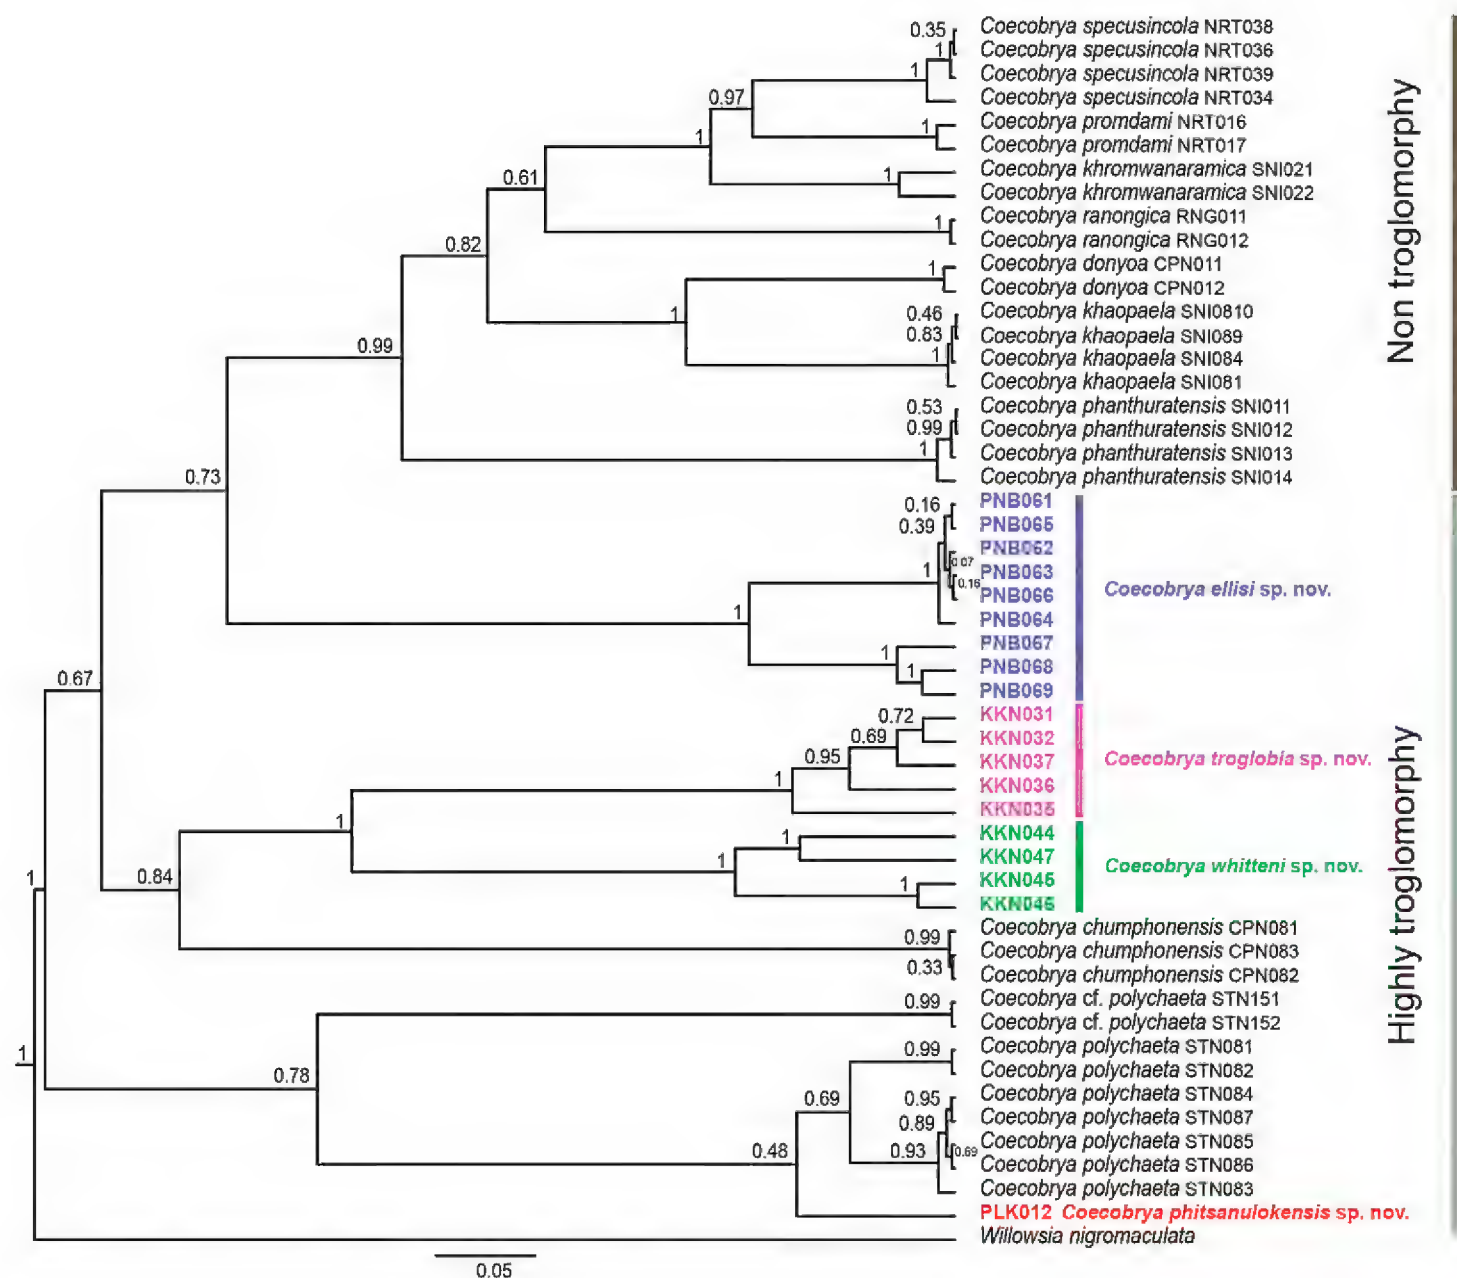 0.35
Coecobrya specusincola NRT038
1
Coecobrya specusincola NRT036
1
Coecobrya specusincola NRT039
0.97
Coecobrya specusincola NRT034
1
Coecobrya promdami NRT016
1
Coecobrya promdami NRT017
1
Coecobrya khromwanaramica SNI021
0.61
Coecobrya khromwanaramica SNI022
1
Coecobrya ranongica RNG011
0.82
Coecobrya ranongica RNG012
1
Coecobrya donyoa CPN011
Coecobrya donyoa CPN012
0.46
Coecobrya khaopaela SNI0810
1
0.83
Coecobrya khaopaela SNI089
0.99
1
Coecobrya khaopaela SNI084
Coecobrya khaopaela SNI081
0.53
Coecobrya phanthuratensis SNI011
0.99
Coecobrya phanthuratensis SNI012
1
Coecobrya phanthuratensis SNI013
0.73
Coecobrya phanthuratensis SNI014
Non troglomorphy
0.16
PNB061
0.39
PNB065
PNB062
0.07
1
PNB063
0.16
PNB066
Coecobrya ellisi sp. nov.
1
PNB064
PNB067
1
PNB068
1
0.67
PNB069
0.72
KKN031
0.69
KKN032
0.95
KKN037
Coecobrya troglobia sp. nov.
1
KKN036
KKN035
1
1
KKN044
1
KKN047
Coecobrya whitteni sp. nov.
1
0.84
1
KKN045
KKN046
Coecobrya chumphonensis CPN081
0.99
Coecobrya chumphonensis CPN083
0.33
Coecobrya chumphonensis CPN082
0.99
Coecobrya cf. polychaeta STN151
Coecobrya cf. polychaeta STN152
Highly troglomorphy
1
0.99
Coecobrya polychaeta STN081
0.78
Coecobrya polychaeta STN082
0.69
0.95
Coecobrya polychaeta STN084
0.89
Coecobrya polychaeta STN087
0.48
0.93
Coecobrya polychaeta STN085
0.69
Coecobrya polychaeta STN086
Coecobrya polychaeta STN083
PLK012 Coecobrya phitsanulokensis sp. nov.
Willowsia nigromaculata
0.05